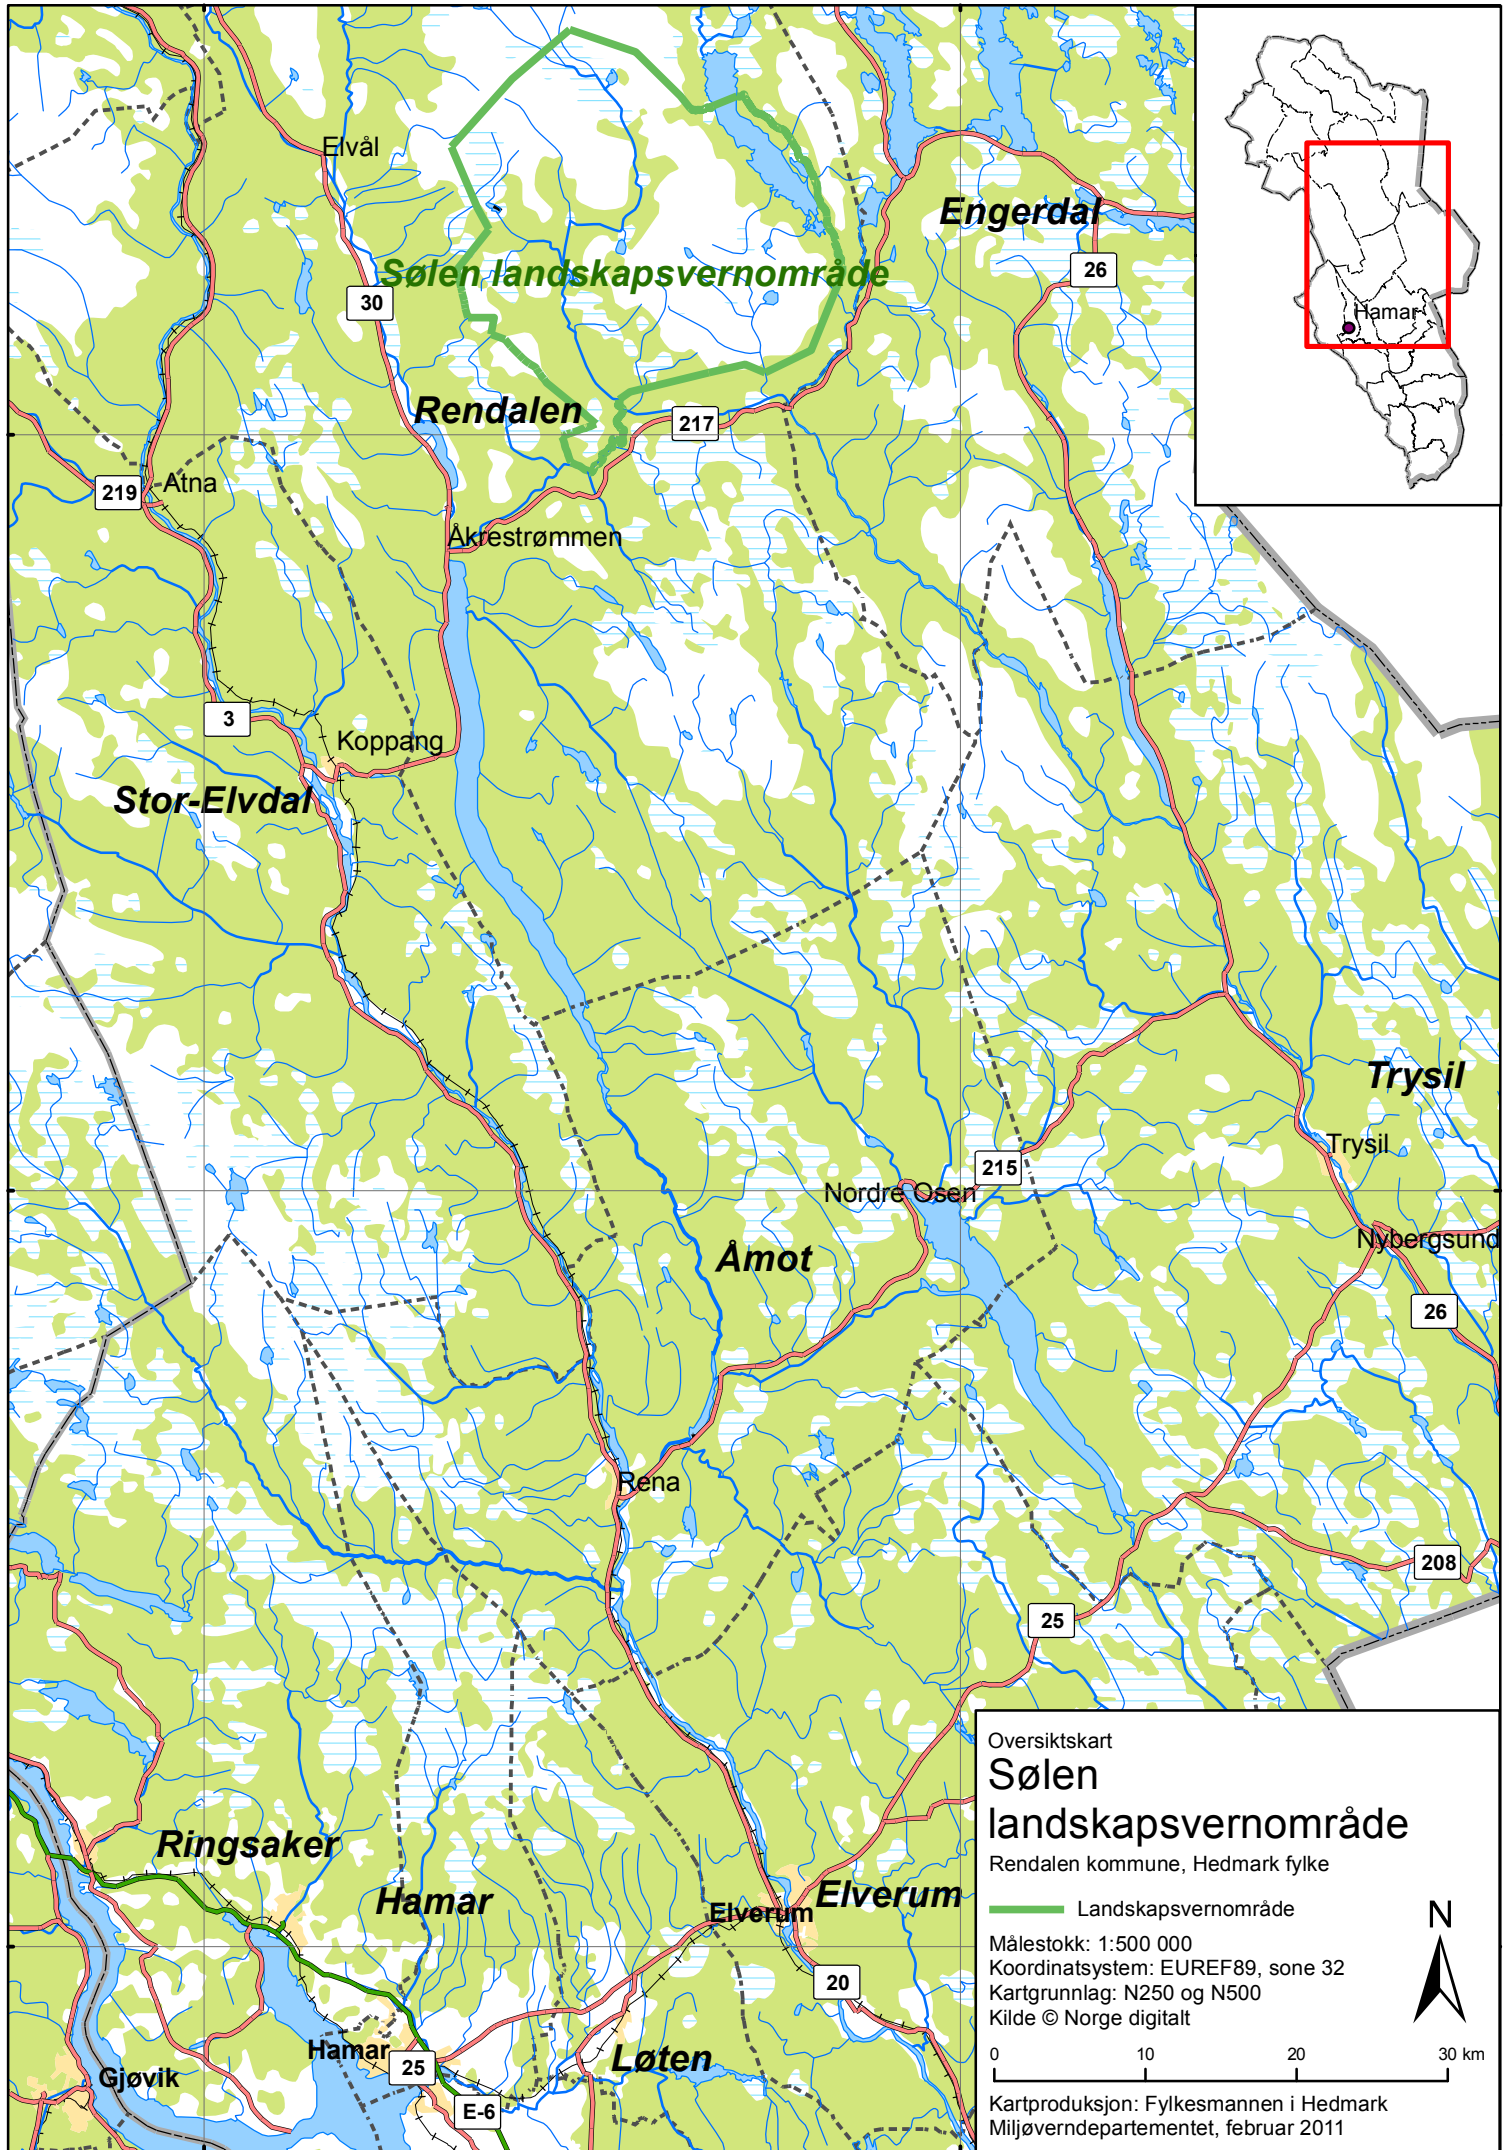 Elvål
Engerdal
26
Sølen landskapsvernområde
30
Hamar
Rendalen
217
219
Atna
Åkrestrømmen
3
Koppang
Stor-Elvdal
Trysil
Trysil
215
Nordre Osen
Nybergsund
Åmot
26
Rena
208
25
Ringsaker
Hamar
Elverum
Elverum
20
Hamar
25
Løten
Gjøvik
E-6
Oversiktskart
Sølen
landskapsvernområde
Rendalen kommune, Hedmark fylke
Landskapsvernområde
N
Målestokk: 1:500 000
Koordinatsystem: EUREF89, sone 32
Kartgrunnlag: N250 og N500
Kilde © Norge digitalt
0 10 20 30 km
Kartproduksjon: Fylkesmannen i Hedmark
Miljøverndepartementet, februar 2011